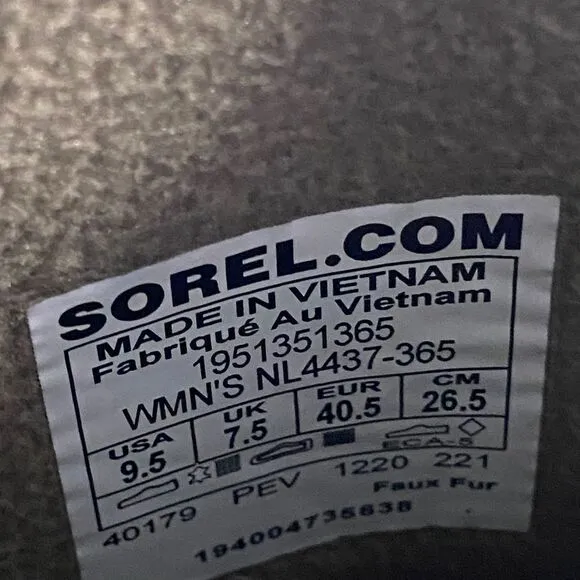 SOREL.COM
MADE IN VIETNAM
Fabriqué Au Vietnam
1951351365
WMN'S NL4437-365
USA UK EUR CM
9.5 7.5 40.5 26.5
ECA-5
40179 PEV 1220 221
Faux Fur
194004735638